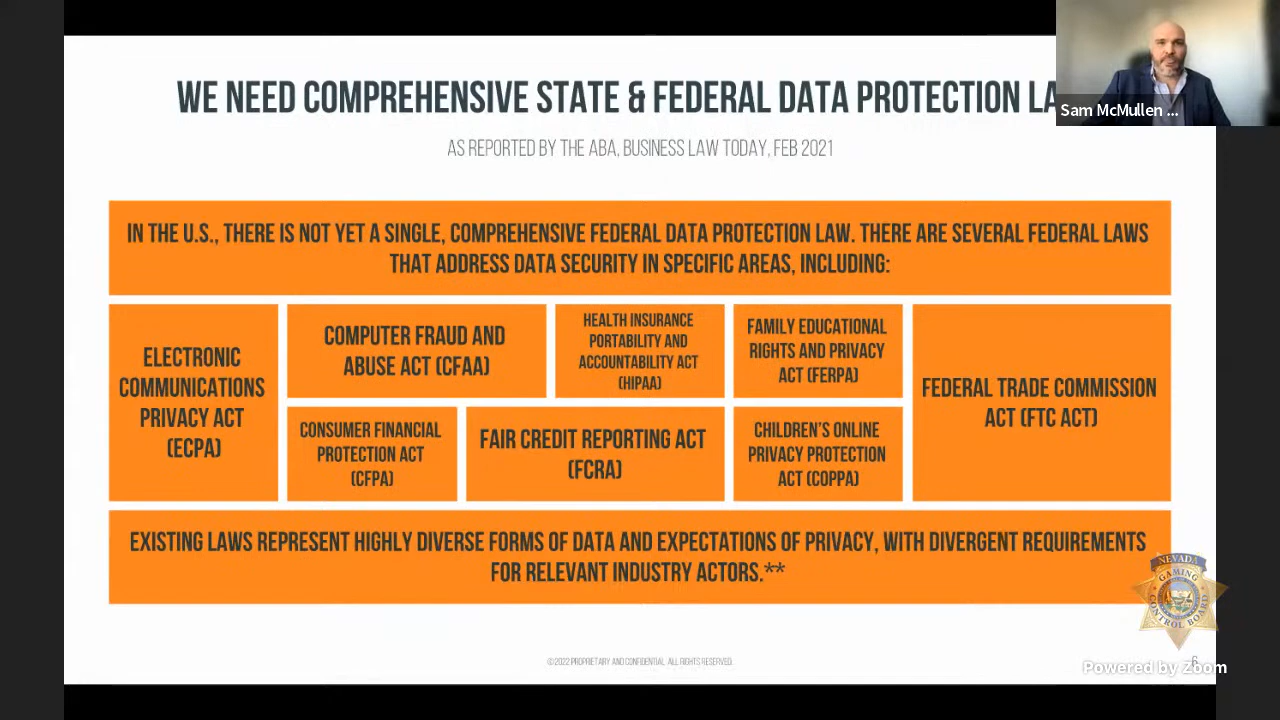 WE NEED COMPREHENSIVE STATE & FEDERAL DATA PROTECTION LA
Sam McMullen ...
AS REPORTED BY THE ABA, BUSINESS LAW TODAY, FEB 2021
IN THE U.S., THERE IS NOT YET A SINGLE, COMPREHENSIVE FEDERAL DATA PROTECTION LAW. THERE ARE SEVERAL FEDERAL LAWS
THAT ADDRESS DATA SECURITY IN SPECIFIC AREAS, INCLUDING:
ELECTRONIC
COMMUNICATIONS
PRIVACY ACT
(ECPA)
COMPUTER FRAUD AND
ABUSE ACT (CFAA)
HEALTH INSURANCE
PORTABILITY AND
ACCOUNTABILITY ACT
(HIPAA)
FAMILY EDUCATIONAL
RIGHTS AND PRIVACY
ACT (FERPA)
FEDERAL TRADE COMMISSION
ACT (FTC ACT)
CONSUMER FINANCIAL
PROTECTION ACT
(CFPA)
FAIR CREDIT REPORTING ACT
(FCRA)
CHILDREN'S ONLINE
PRIVACY PROTECTION
ACT (COPPA)
EXISTING LAWS REPRESENT HIGHLY DIVERSE FORMS OF DATA AND EXPECTATIONS OF PRIVACY, WITH DIVERGENT REQUIREMENTS
FOR RELEVANT INDUSTRY ACTORS.**
NEVADA
GAMING
CONTROL BOARD
©2022 PROPRIETARY AND CONFIDENTIAL. ALL RIGHTS RESERVED.
6
Powered by Zoom